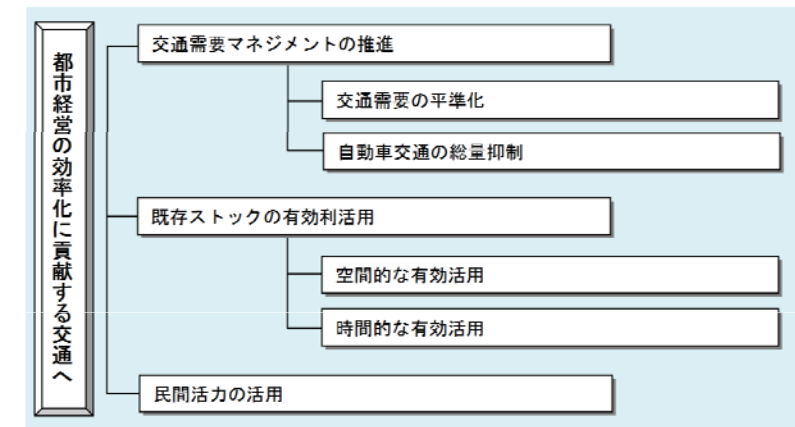 都市経営の効率化に貢献する交通へ
交通需要マネジメントの推進
交通需要の平準化
自動車交通の総量抑制
既存ストックの有効利活用
空間的な有効活用
時間的な有効活用
民間活力の活用